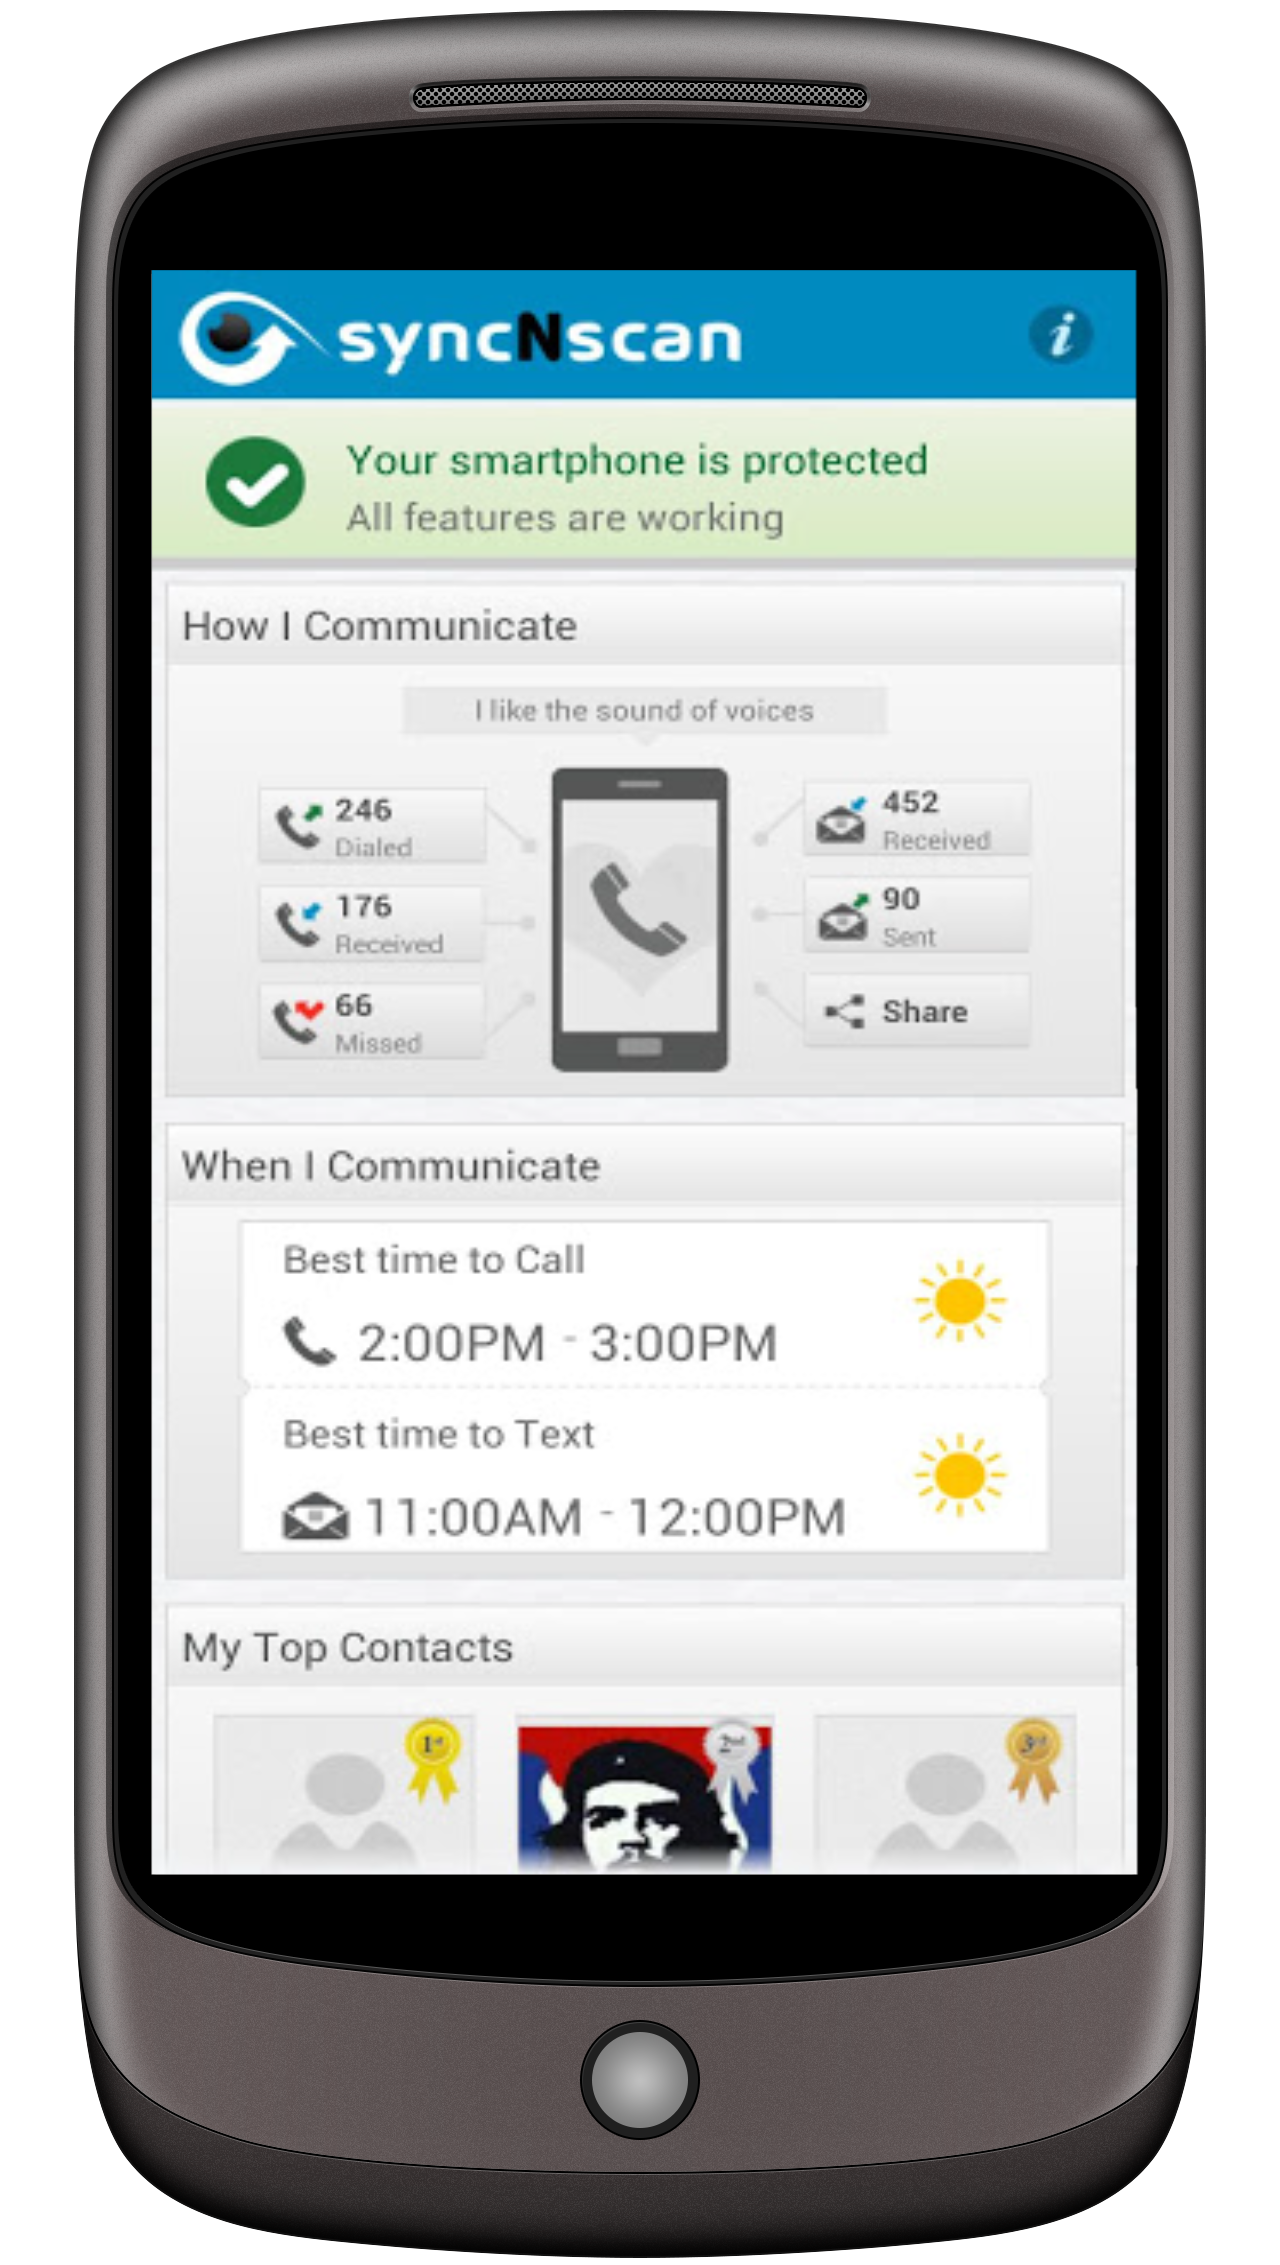 syncNscan
i
Your smartphone is protected
All features are working
How I Communicate
I like the sound of voices
246
Dialed
176
Received
66
Missed
452
Received
90
Sent
Share
When I Communicate
Best time to Call
2:00PM - 3:00PM
Best time to Text
11:00AM - 12:00PM
My Top Contacts
1st
2nd
3rd